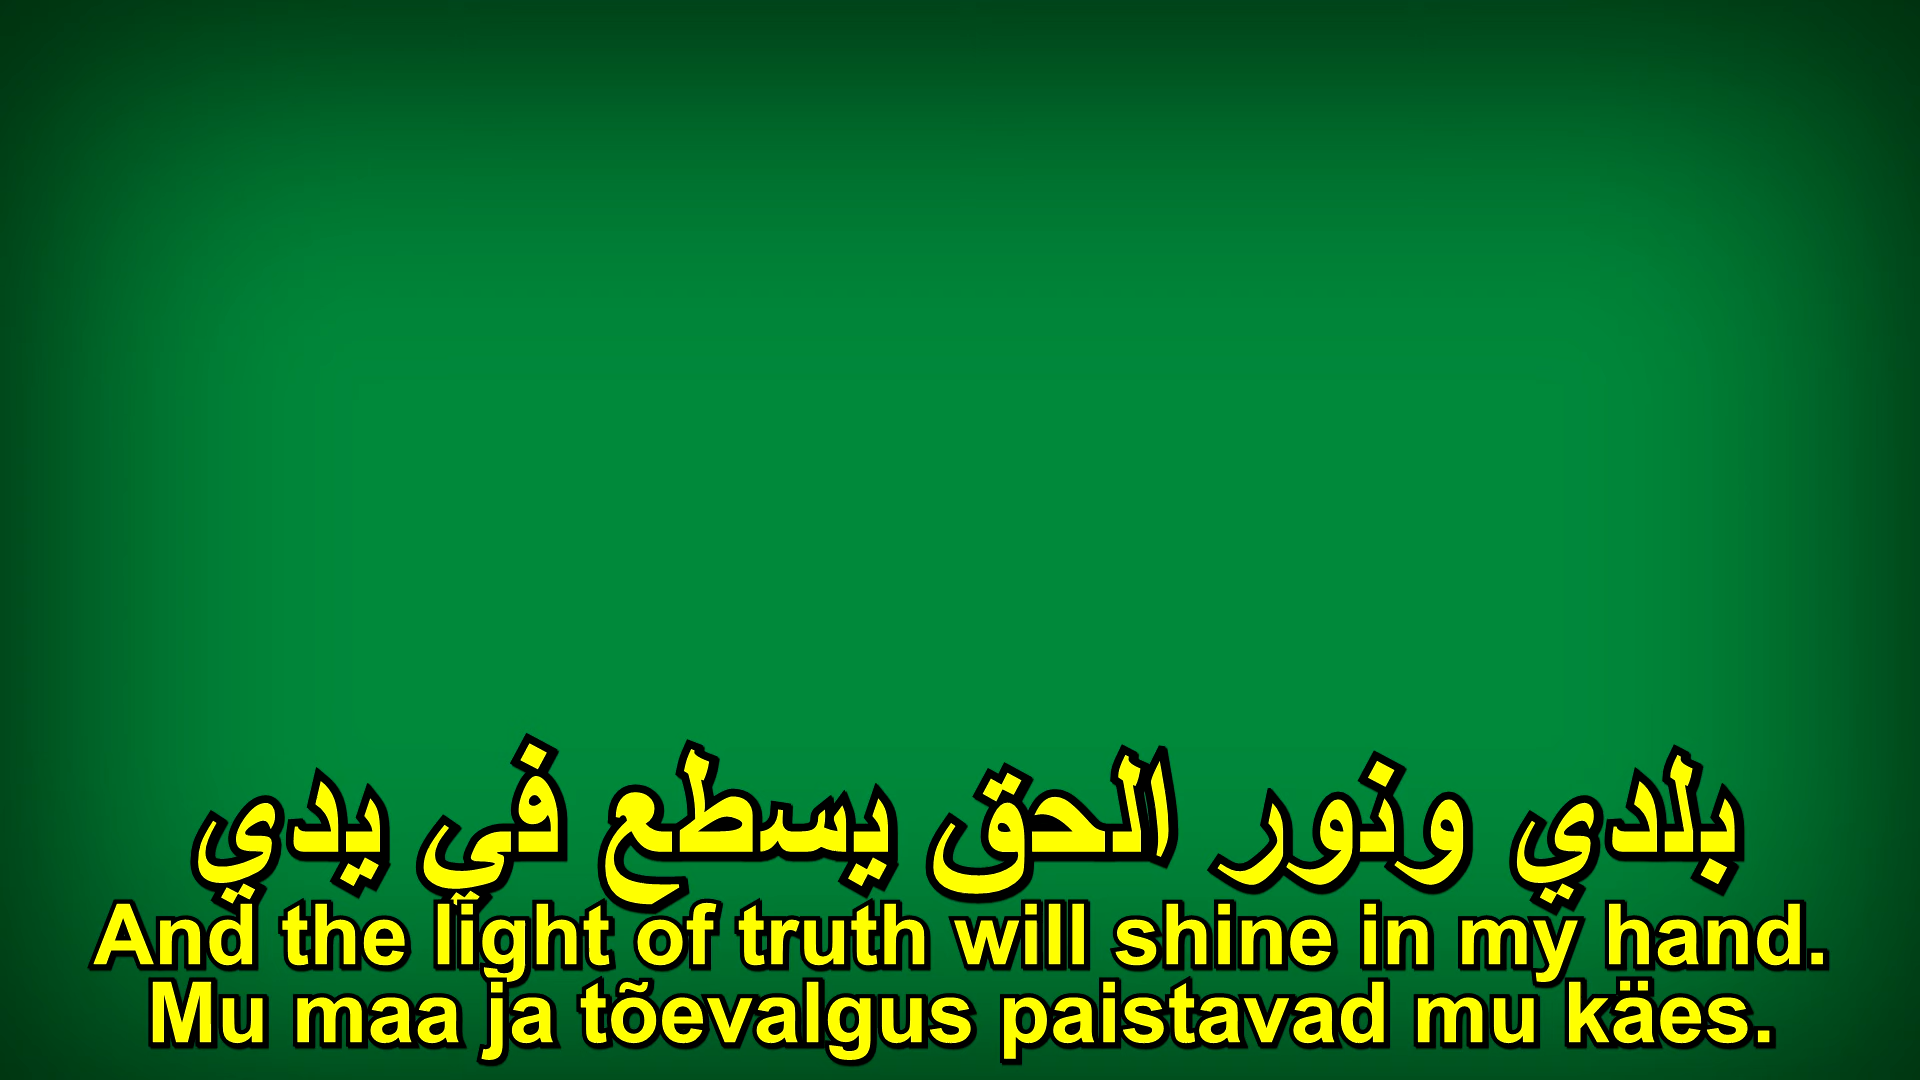 بلدي ونور الحق يسطع في يدي
And the light of truth will shine in my hand.
Mu maa ja tõevalgus paistavad mu käes.